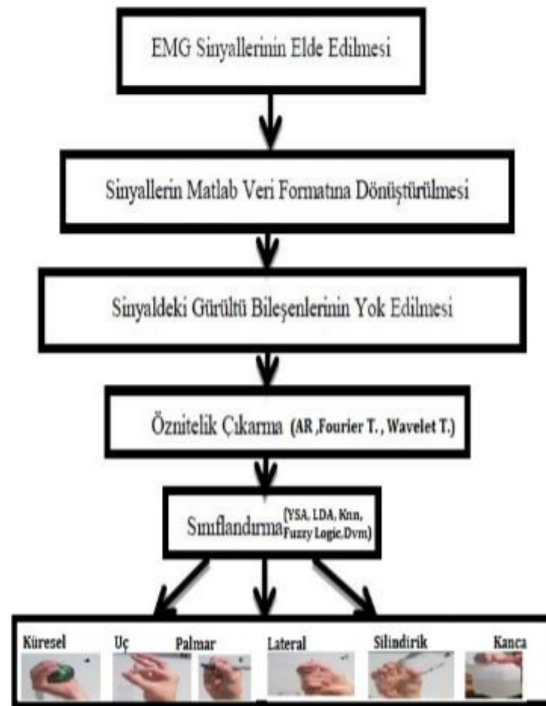 EMG Sinyallerinin Elde Edilmesi
Sinyallerin Matlab Veri Formatına Dönüştürülmesi
Sinyaldeki Gürültü Bileşenlerinin Yok Edilmesi
Öznitelik Çıkarma (AR ,Fourier T. , Wavelet T.)
Sınıflandırma (YSA, LDA, Knn,
Fuzzy Logic,Dvm)
Küresel Uç Palmar Lateral Silindirik Kanca